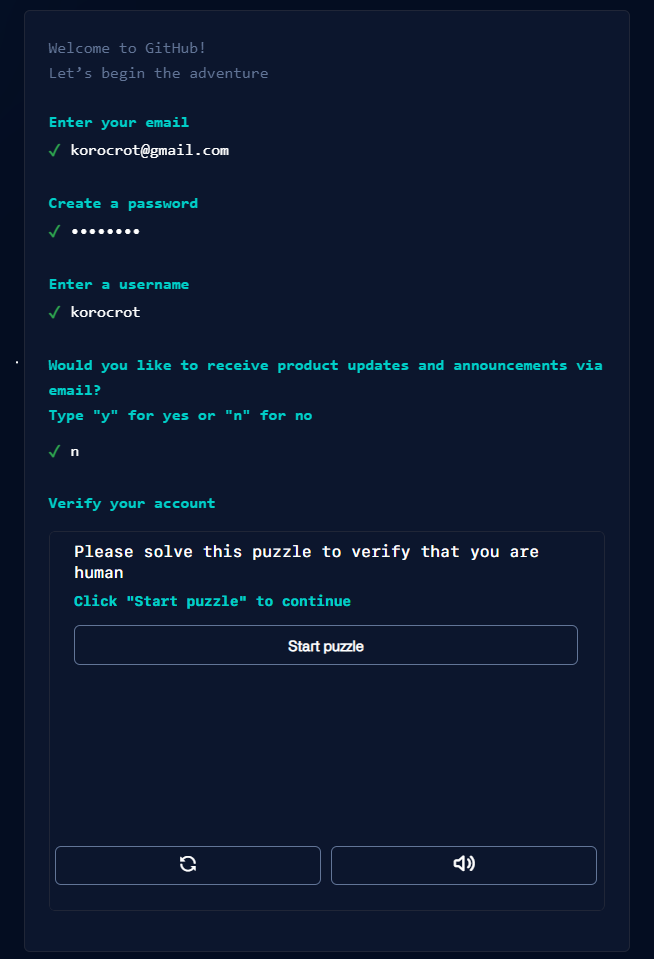 Welcome to GitHub!
Let’s begin the adventure
Enter your email
✓ korocrot@gmail.com
Create a password
✓ ••••••••
Enter a username
✓ korocrot
Would you like to receive product updates and announcements via
email?
Type "y" for yes or "n" for no
✓ n
Verify your account
Please solve this puzzle to verify that you are
human
Click "Start puzzle" to continue
Start puzzle